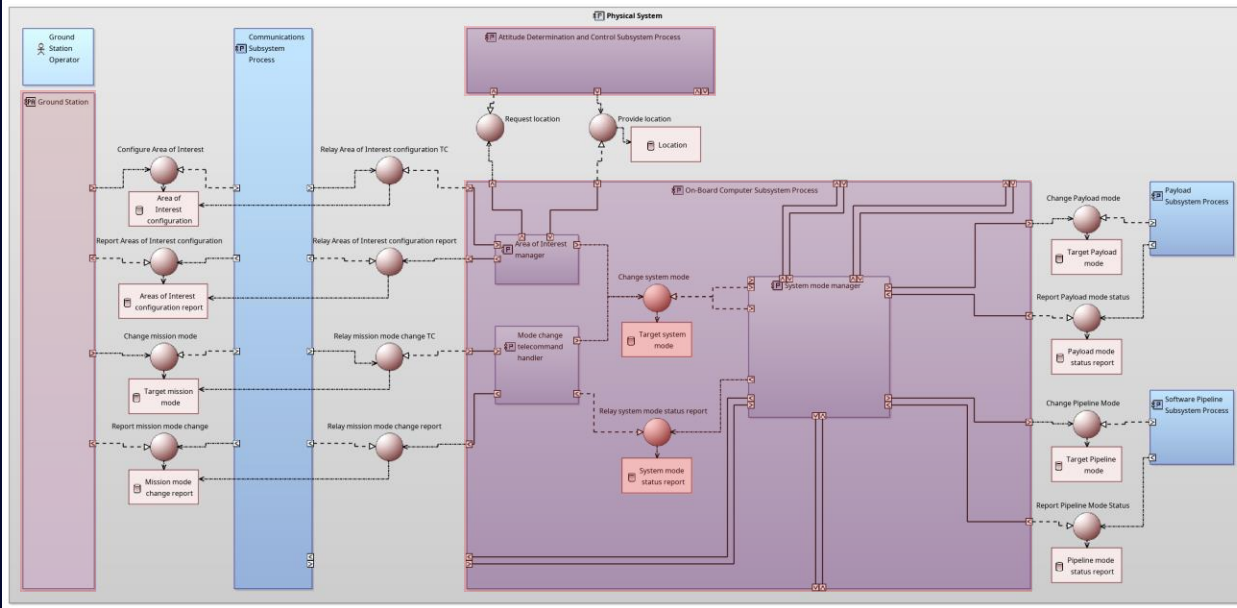 Physical System
Ground
Station
Operator
Communications
Subsystem
Process
Attitude Determination and Control Subsystem Process
Ground Station
Request location
Provide location
Location
Configure Area of Interest
Area of
Interest
configuration
Relay Area of Interest configuration TC
On-Board Computer Subsystem Process
Payload
Subsystem Process
Change Payload mode
Target Payload
mode
Report Areas of Interest configuration
Areas of Interest
configuration report
Relay Areas of Interest configuration report
Area of Interest
manager
Change system mode
Target system
mode
System mode manager
Report Payload mode status
Payload mode
status report
Change mission mode
Target mission
mode
Relay mission mode change TC
Mode change
telecommand
handler
Relay system mode status report
System mode
status report
Change Pipeline Mode
Target Pipeline
mode
Software Pipeline
Subsystem Process
Report mission mode change
Mission mode
change report
Relay mission mode change report
Report Pipeline Mode Status
Pipeline mode
status report